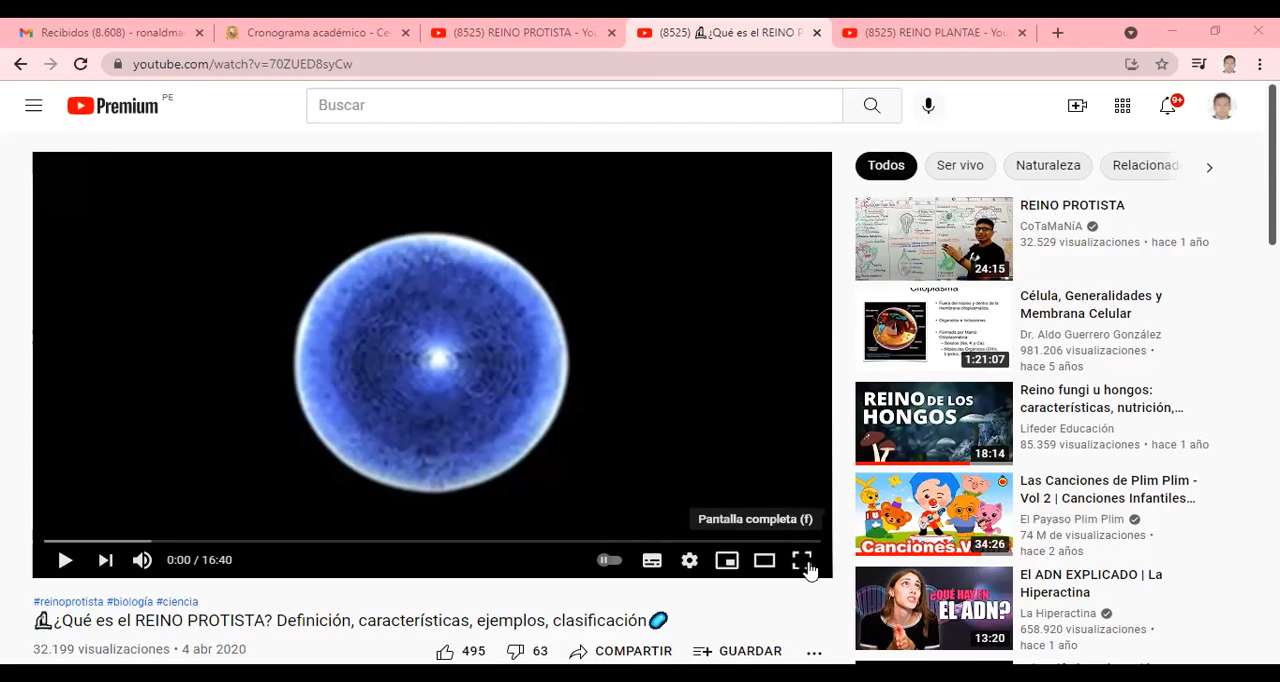 Recibidos (8.608) - ronaldma
Cronograma académico - Ce
(8525) REINO PROTISTA - You
(8525) 🔬¿Qué es el REINO P
(8525) REINO PLANTAE - You
youtube.com/watch?v=70ZUED8syCw
Premium PE
Buscar
9+
Todos
Ser vivo
Naturaleza
Relacionad
REINO PROTISTA
CoTaMaNíA
32.529 visualizaciones • hace 1 año
24:15
Célula, Generalidades y
Membrana Celular
Dr. Aldo Guerrero González
981.206 visualizaciones •
hace 5 años
1:21:07
Reino fungi u hongos:
características, nutrición,...
Lifeder Educación
85.359 visualizaciones • hace 1 año
REINO DE LOS
HONGOS
18:14
Las Canciones de Plim Plim -
Vol 2 | Canciones Infantiles...
El Payaso Plim Plim
74 M de visualizaciones •
hace 2 años
Canciones V
34:26
El ADN EXPLICADO | La
Hiperactina
La Hiperactina
658.920 visualizaciones •
hace 1 año
¿QUÉ HAY EN
EL ADN?
13:20
Pantalla completa (f)
0:00 / 16:40
#reinoprotista #biología #ciencia
🔬¿Qué es el REINO PROTISTA? Definición, características, ejemplos, clasificación🧫
32.199 visualizaciones • 4 abr 2020
495
63
COMPARTIR
GUARDAR